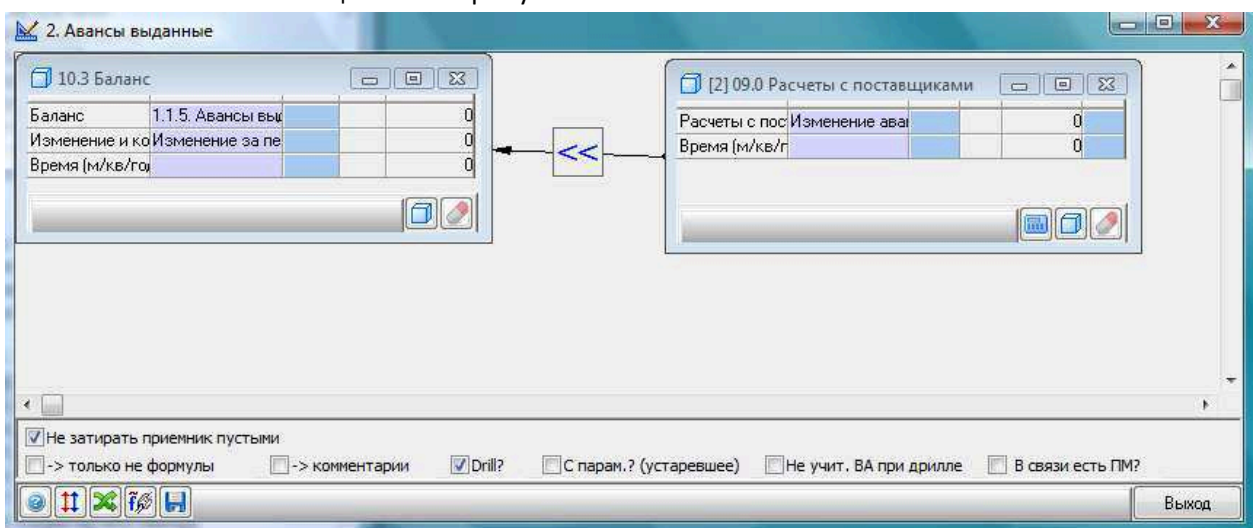 2. Авансы выданные
10.3 Баланс
Баланс 1.1.5. Авансы вы 0
Изменение и ко Изменение за пе 0
Время (м/кв/го 0
<<
[2] 09.0 Расчеты с поставщиками
Расчеты с пос Изменение ава 0
Время (м/кв/г 0
Не затирать приемник пустыми
-> только не формулы -> комментарии Drill? С парам.? (устаревшее) Не учит. ВА при дрилле В связи есть ПМ?
Выход